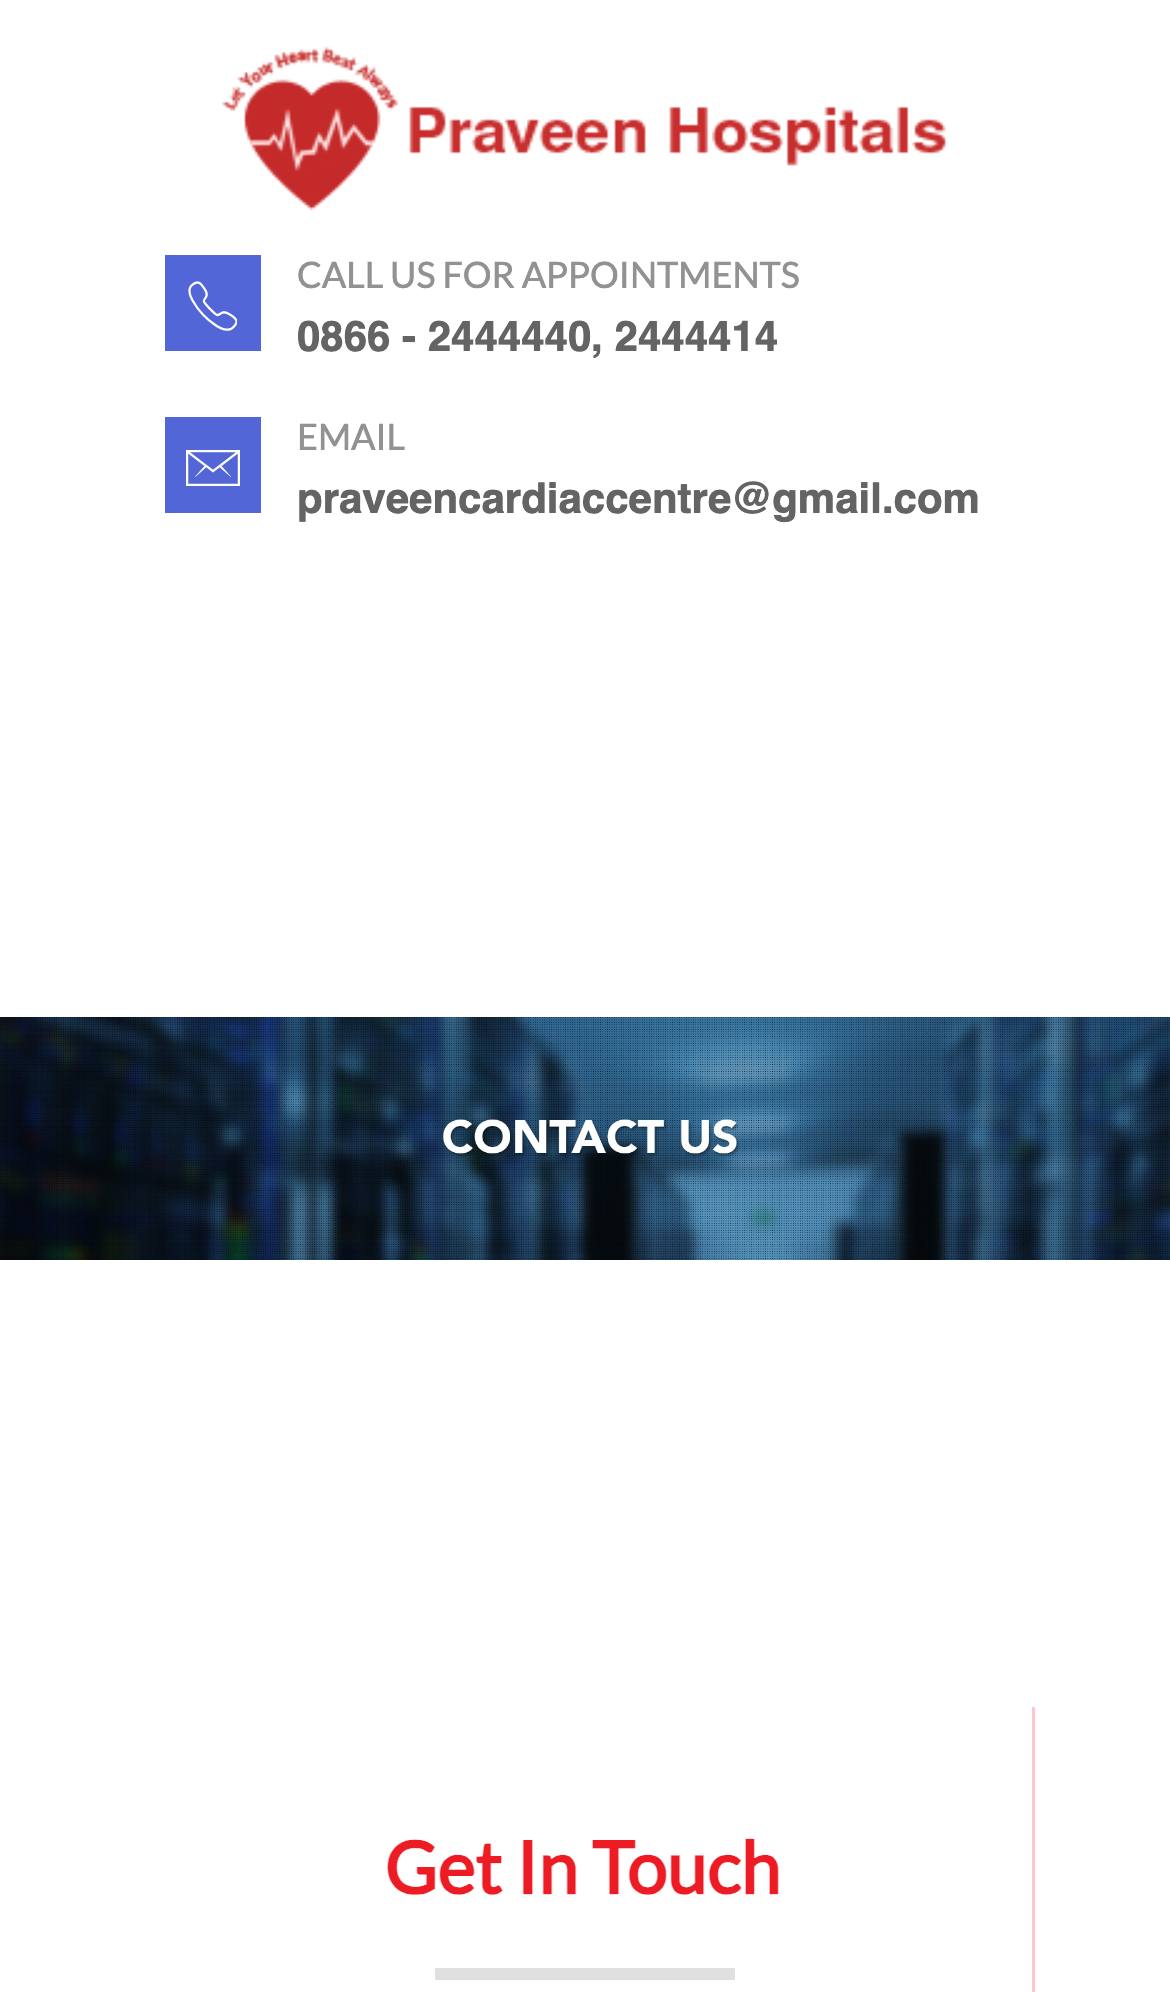 Let Your Heart Beat Always
Praveen Hospitals
CALL US FOR APPOINTMENTS
0866 - 2444440, 2444414
EMAIL
praveencardiaccentre@gmail.com
CONTACT US
Get In Touch